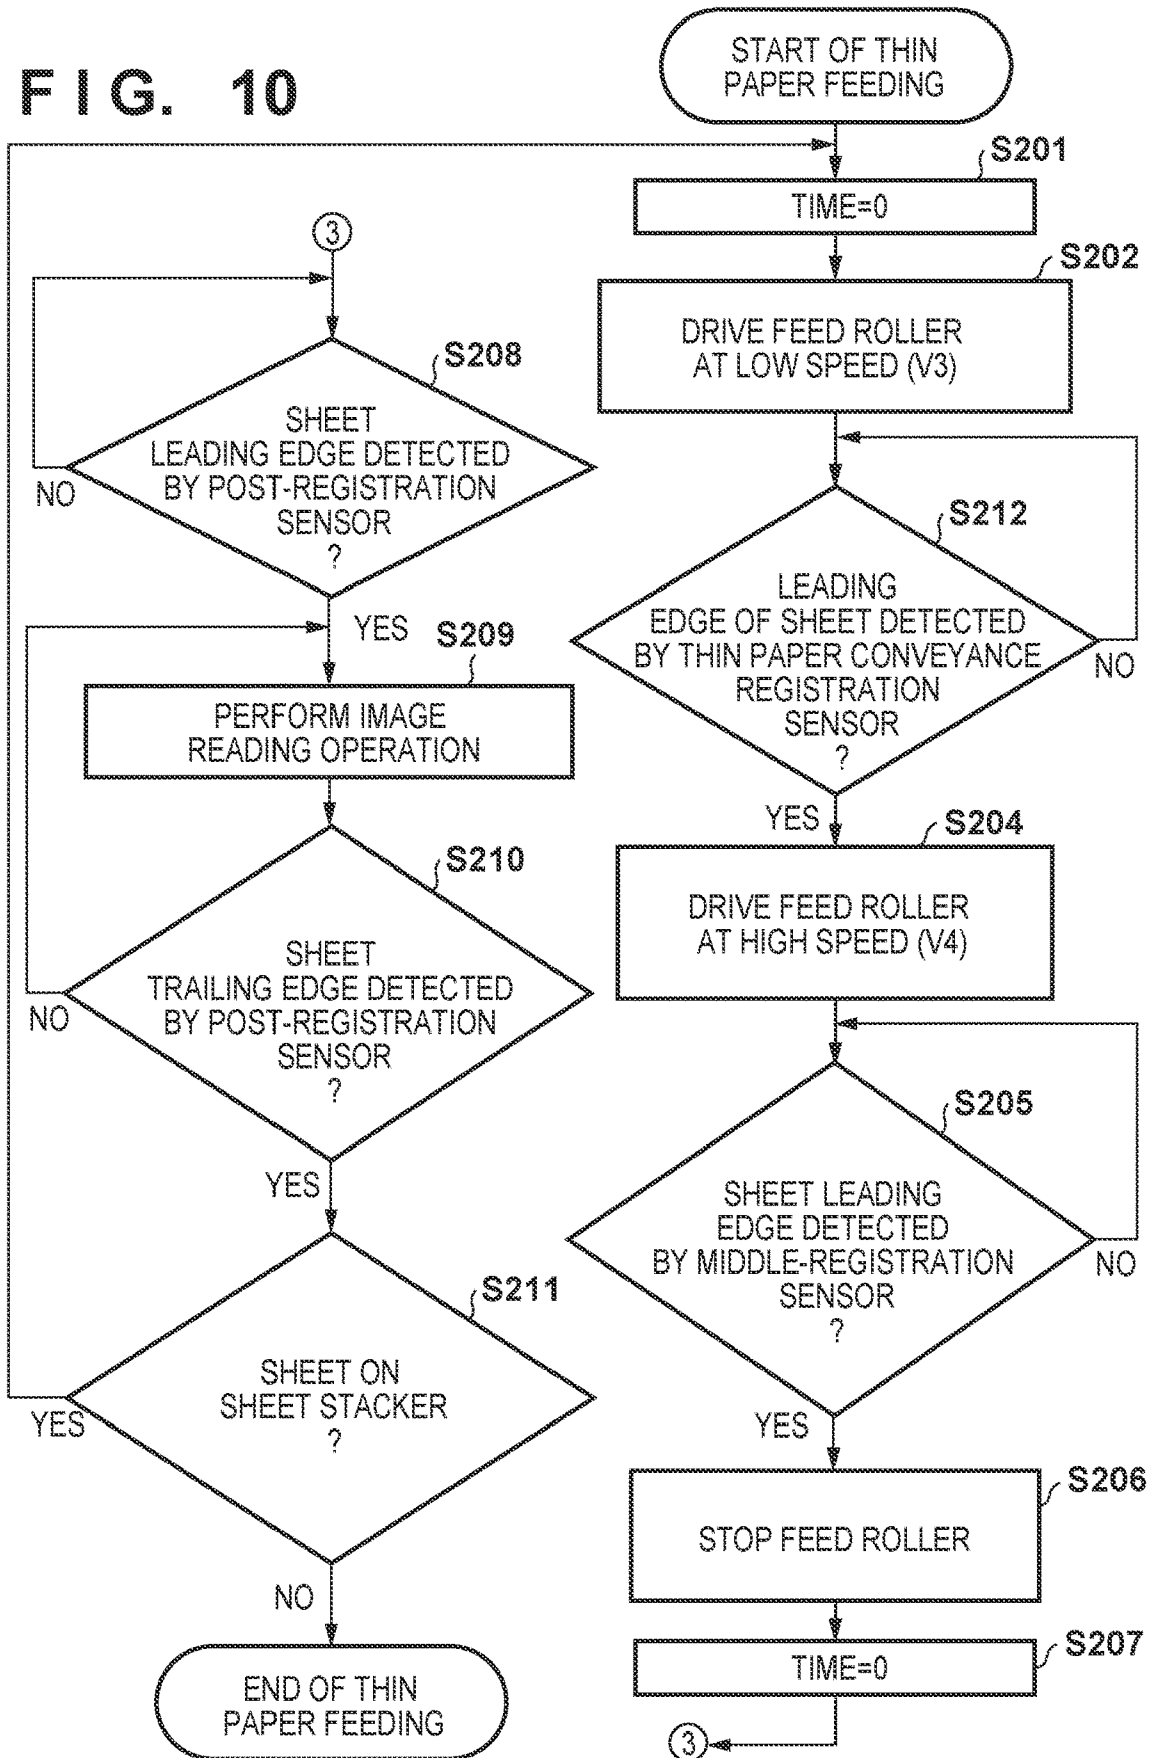 FIG. 10
START OF THIN
PAPER FEEDING
S201
TIME=0
S202
DRIVE FEED ROLLER
AT LOW SPEED (V3)
S212
LEADING
EDGE OF SHEET DETECTED
BY THIN PAPER CONVEYANCE
REGISTRATION
SENSOR
?
NO
YES
S204
DRIVE FEED ROLLER
AT HIGH SPEED (V4)
S205
SHEET LEADING
EDGE DETECTED
BY MIDDLE-REGISTRATION
SENSOR
?
NO
YES
S206
STOP FEED ROLLER
S207
TIME=0
3
3
S208
SHEET
LEADING EDGE DETECTED
BY POST-REGISTRATION
SENSOR
?
NO
YES
S209
PERFORM IMAGE
READING OPERATION
S210
SHEET
TRAILING EDGE DETECTED
BY POST-REGISTRATION
SENSOR
?
NO
YES
S211
SHEET ON
SHEET STACKER
?
YES
NO
END OF THIN
PAPER FEEDING